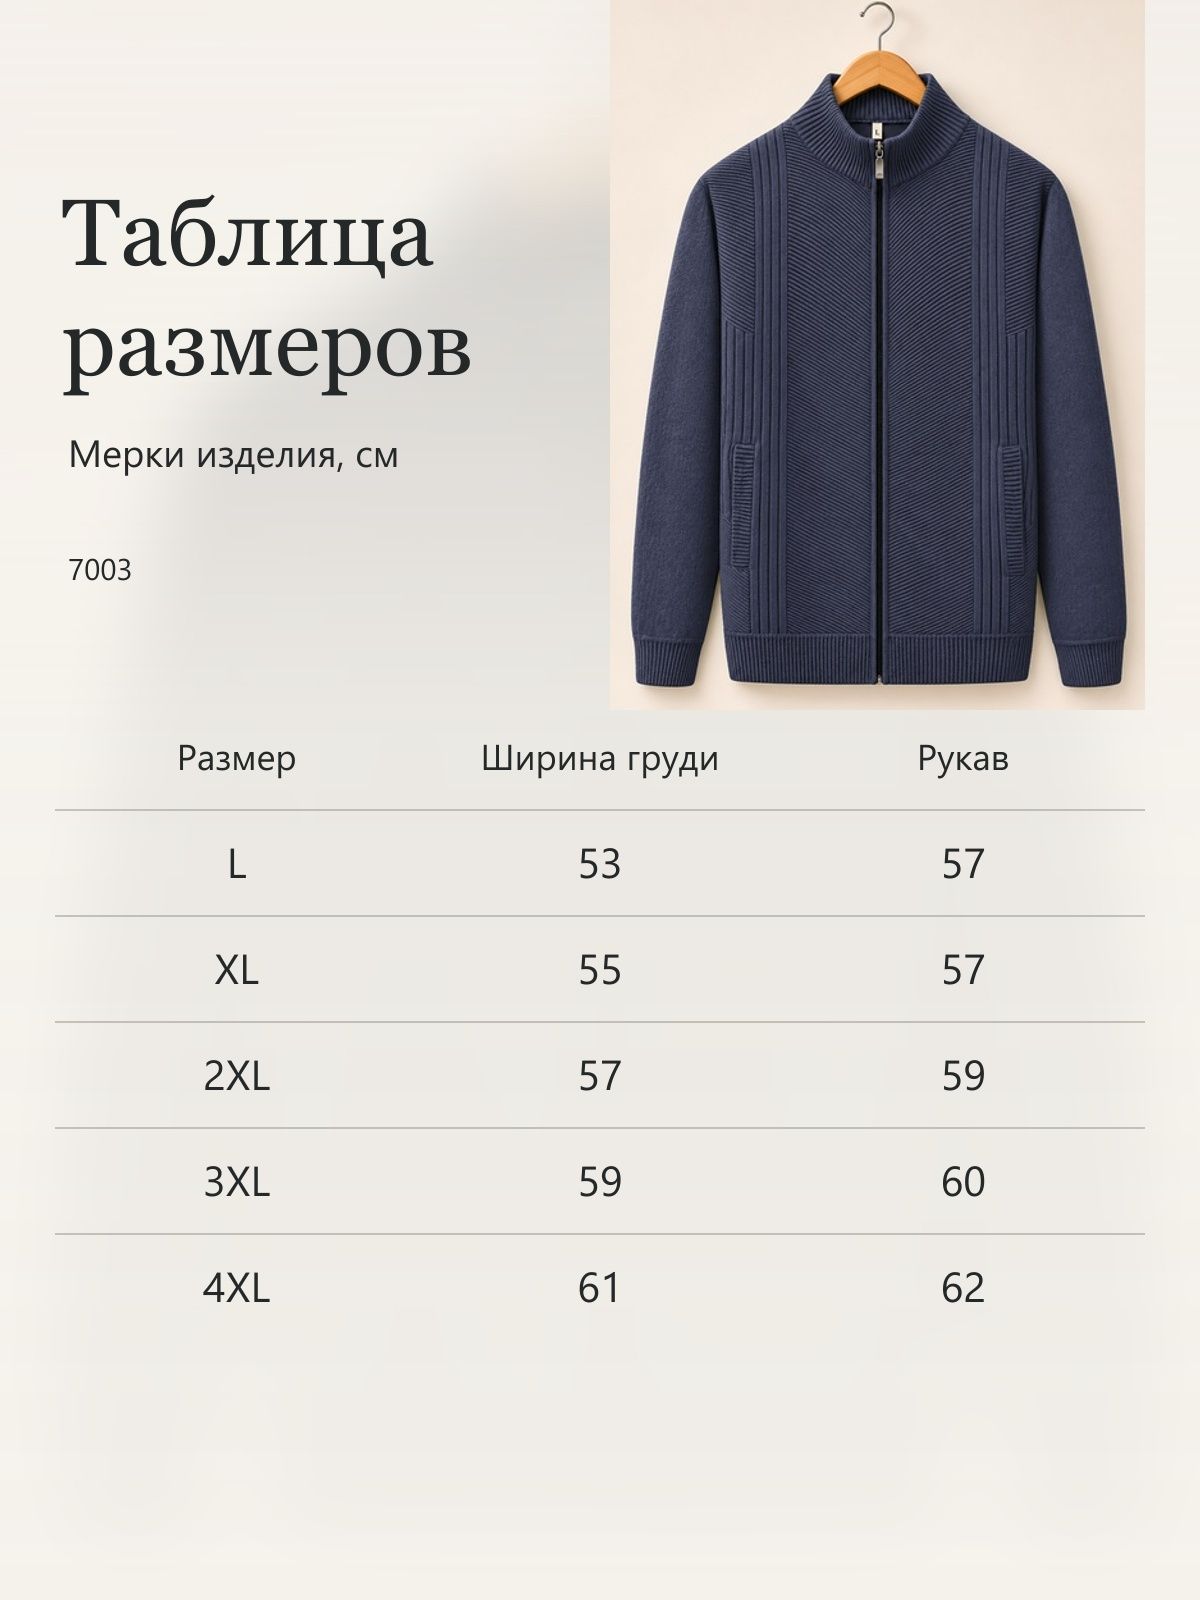 Таблица
размеров
Мерки изделия, см
7003
L
Размер Ширина груди Рукав
L 53 57
XL 55 57
2XL 57 59
3XL 59 60
4XL 61 62